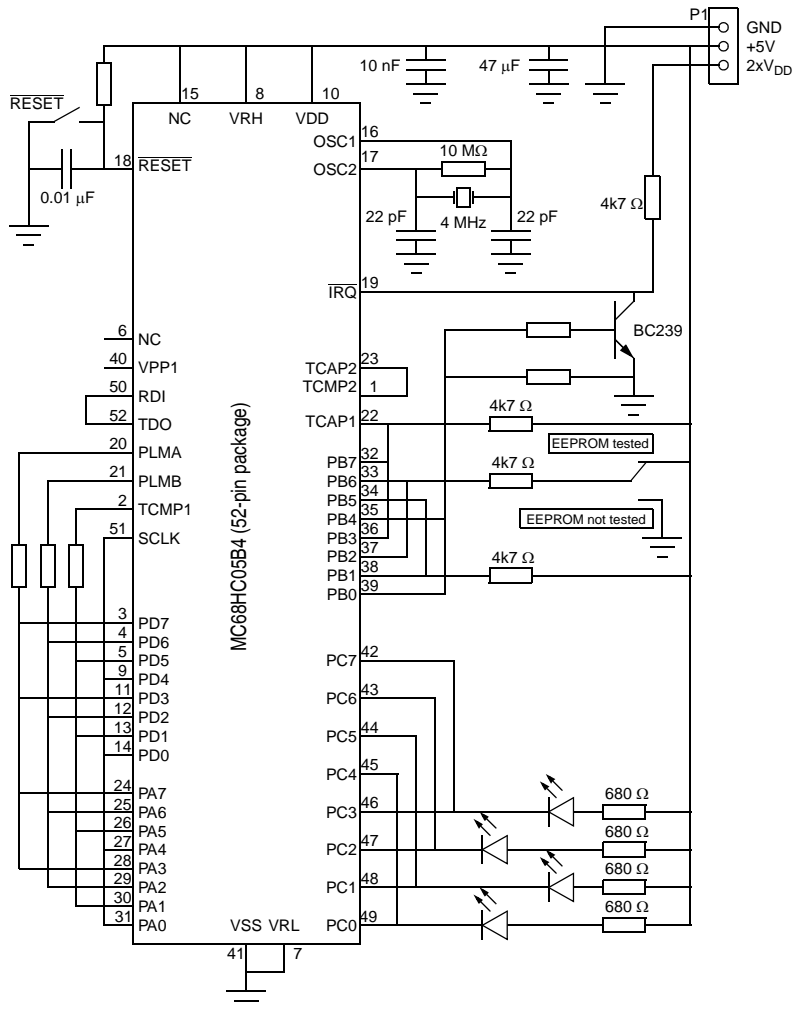 P1
GND
+5V
2xVDD
10 nF
47 µF
15
8
10
NC
VRH
VDD
RESET
18
RESET
0.01 µF
OSC1
16
OSC2
17
10 MΩ
22 pF
4 MHz
22 pF
4k7 Ω
IRQ
19
BC239
6
NC
40
VPP1
50
RDI
52
TDO
20
PLMA
21
PLMB
2
TCMP1
51
SCLK
TCAP2
23
TCMP2
1
TCAP1
22
4k7 Ω
EEPROM tested
PB7
32
PB6
33
4k7 Ω
PB5
34
PB4
35
EEPROM not tested
PB3
36
PB2
37
PB1
38
4k7 Ω
PB0
39
MC68HC05B4 (52-pin package)
3
PD7
4
PD6
5
PD5
9
PD4
11
PD3
12
PD2
13
PD1
14
PD0
24
PA7
25
PA6
26
PA5
27
PA4
28
PA3
29
PA2
30
PA1
31
PA0
PC7
42
PC6
43
PC5
44
PC4
45
PC3
46
680 Ω
PC2
47
680 Ω
PC1
48
680 Ω
PC0
49
680 Ω
VSS
VRL
41
7